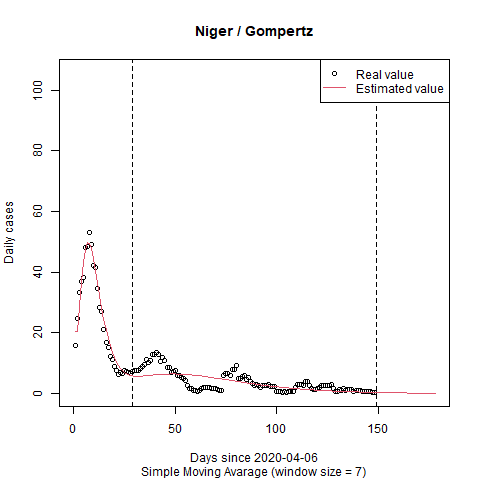 Niger / Gompertz
Real value
Estimated value
Daily cases
0
20
40
60
80
100
0 50 100 150
Days since 2020-04-06
Simple Moving Avarage (window size = 7)